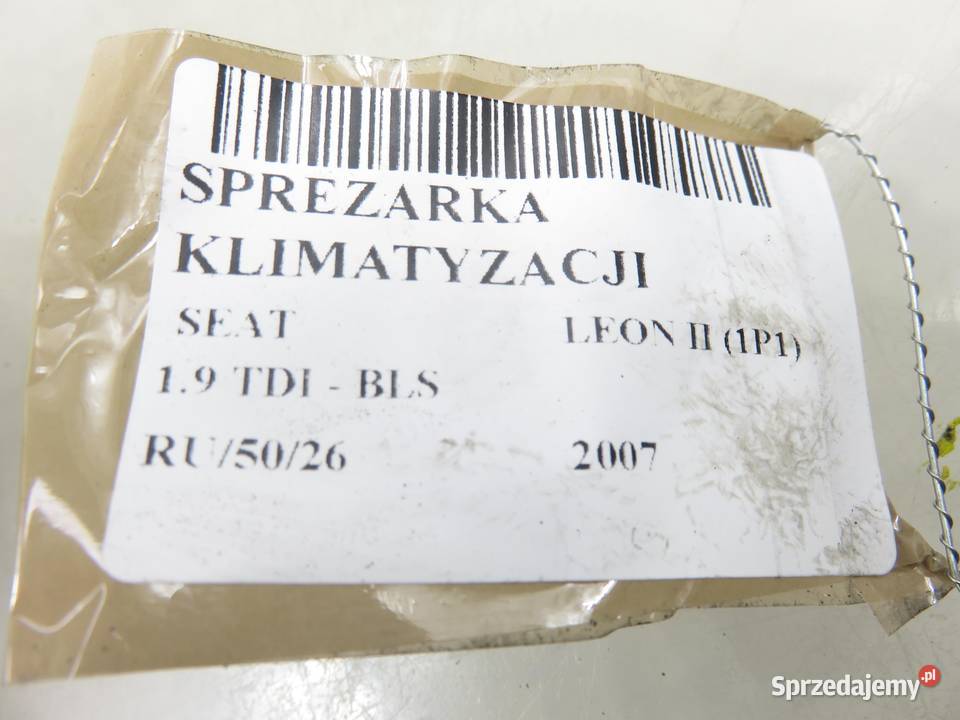 SPREZARKA
KLIMATYZACJI
SEAT LEON II (1P1)
1.9 TDI - BLS
RU/50/26 2007
Sprzedajemy.pl